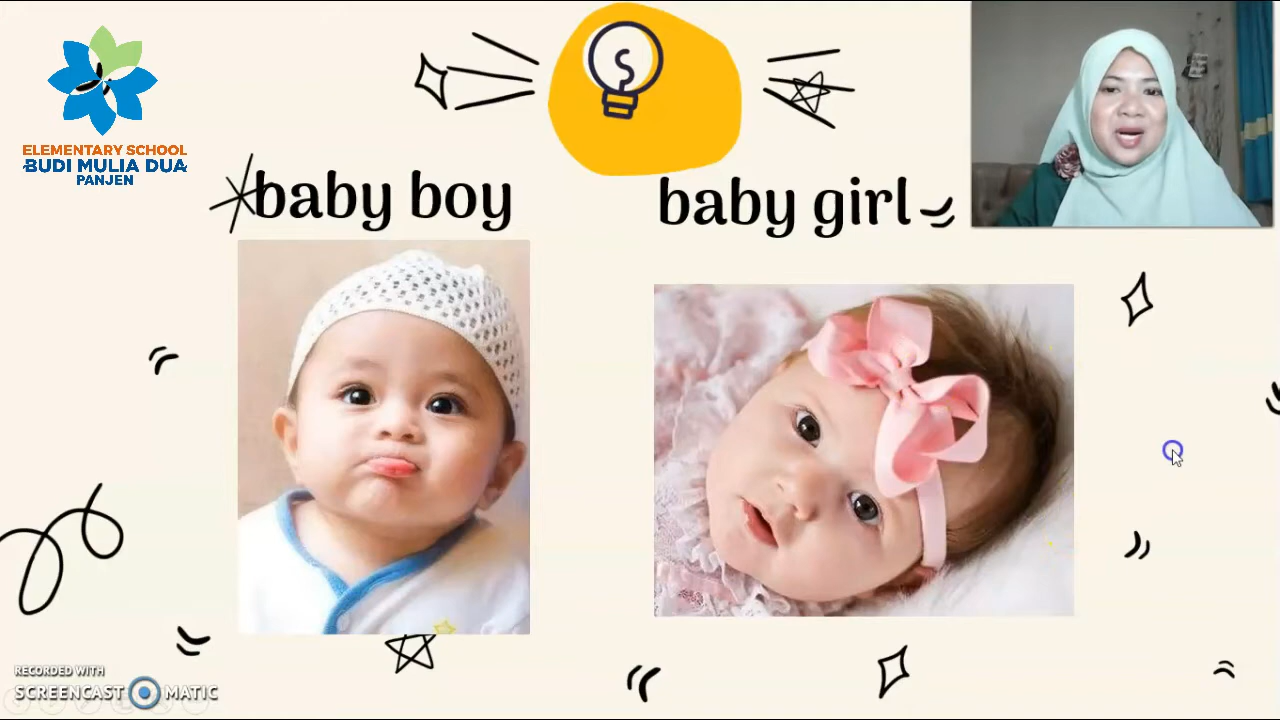 ELEMENTARY SCHOOL
BUDI MULIA DUA
PANJEN
baby boy
baby girl
RECORDED WITH
SCREENCAST MATIC